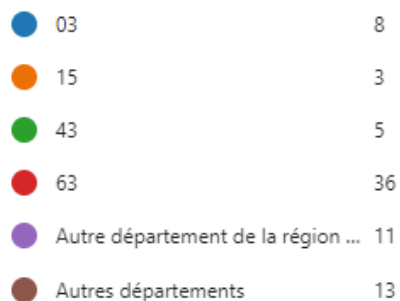 03 8
15 3
43 5
63 36
Autre département de la région ... 11
Autres départements 13